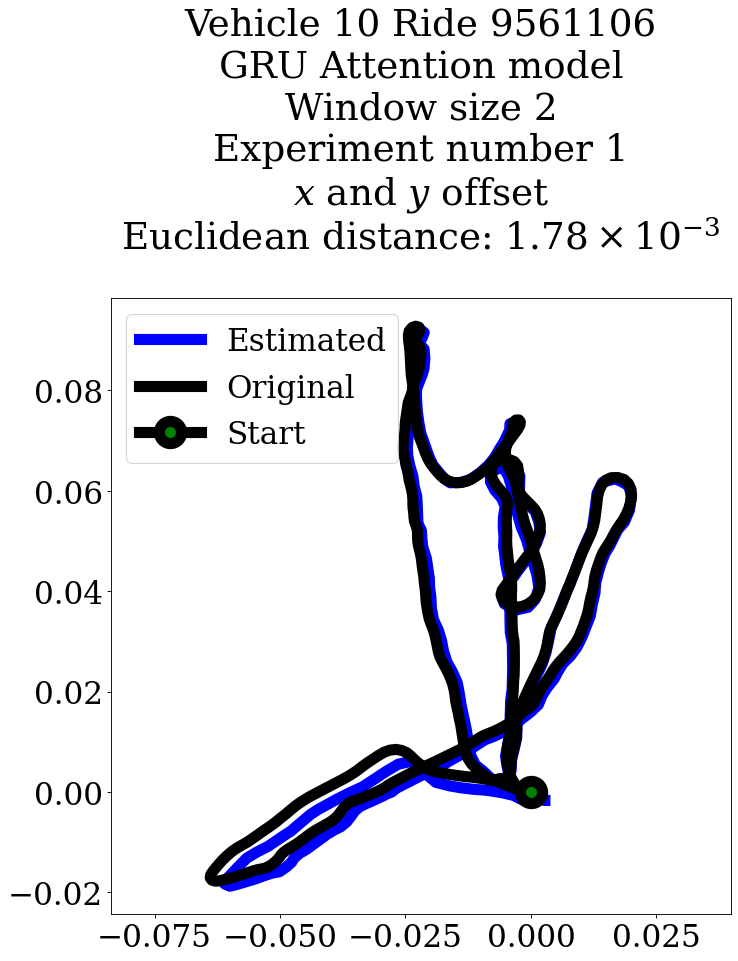 Vehicle 10 Ride 9561106
GRU Attention model
Window size 2
Experiment number 1
x and y offset
Euclidean distance: 1.78 × 10⁻³
Estimated
Original
Start
0.08
0.06
0.04
0.02
0.00
−0.02
−0.075 −0.050 −0.025 0.000 0.025